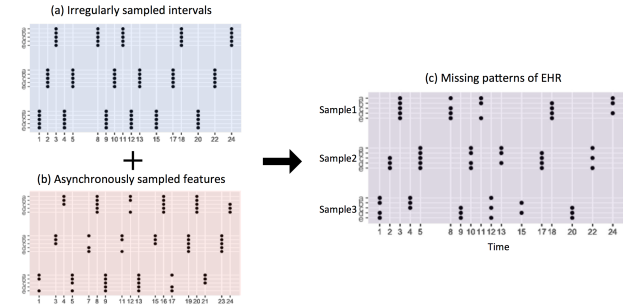 (a) Irregularly sampled intervals
1 2 3 4 5 8 9 10 11 12 13 15 16 17 18 20 22 24
+
(b) Asynchronously sampled features
1 3 4 5 7 8 9 11 12 13 15 16 17 19 20 21 23 24
(c) Missing patterns of EHR
Sample1
Sample2
Sample3
1 2 3 4 5 8 9 10 11 12 13 15 17 18 20 22 24
Time